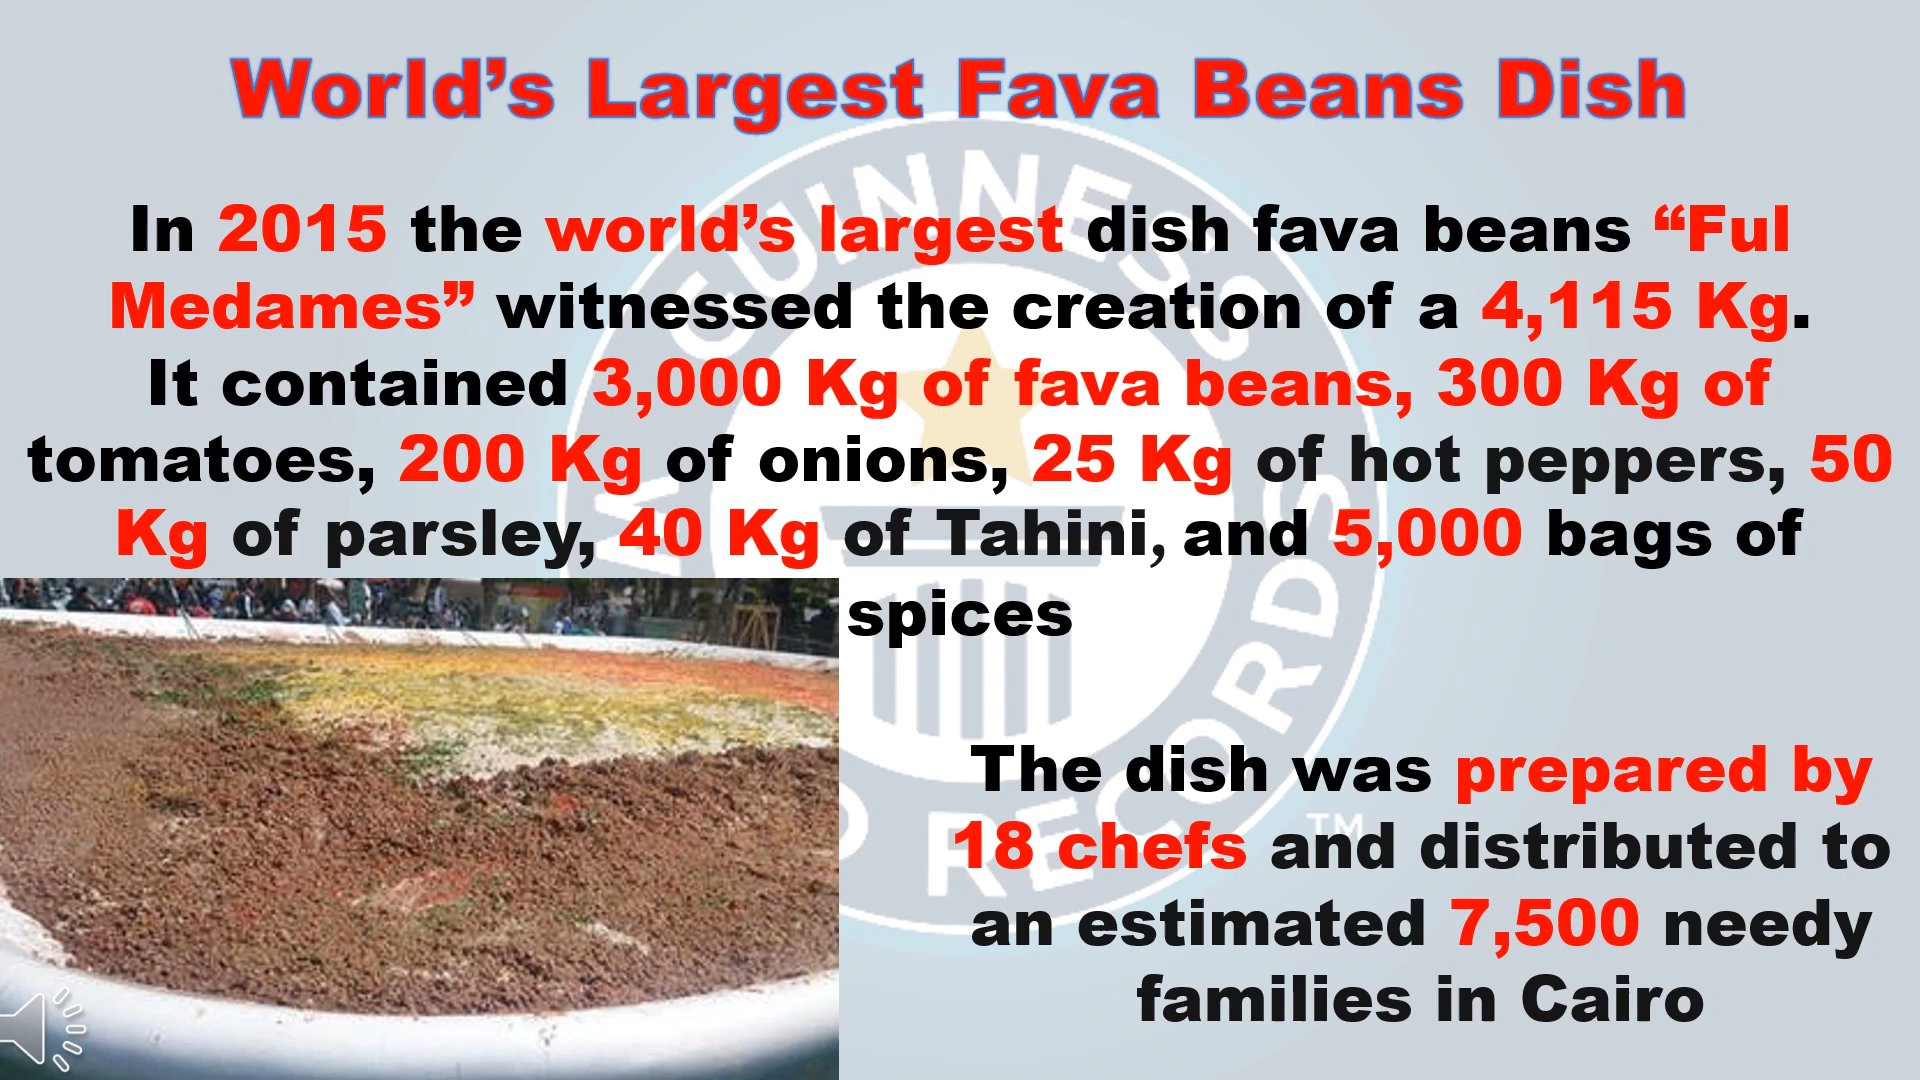 World’s Largest Fava Beans Dish
In 2015 the world’s largest dish fava beans “Ful
Medames” witnessed the creation of a 4,115 Kg.
It contained 3,000 Kg of fava beans, 300 Kg of
tomatoes, 200 Kg of onions, 25 Kg of hot peppers, 50
Kg of parsley, 40 Kg of Tahini, and 5,000 bags of
spices
The dish was prepared by
18 chefs and distributed to
an estimated 7,500 needy
families in Cairo
GUINNESS
RECORDS
TM